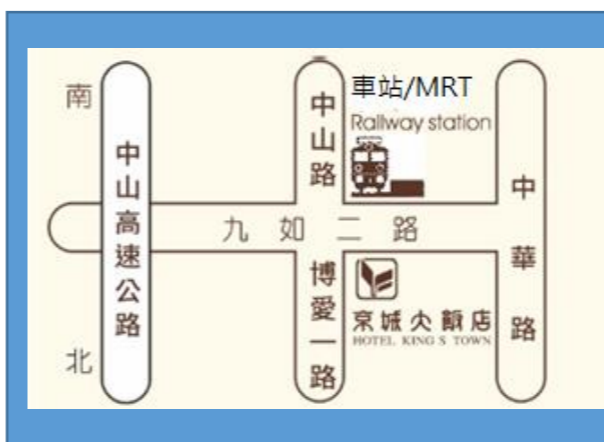 南
北
中山高速公路
中山路
車站/MRT
Railway station
中華路
九如二路
博愛一路
京城大飯店
HOTEL KING S TOWN